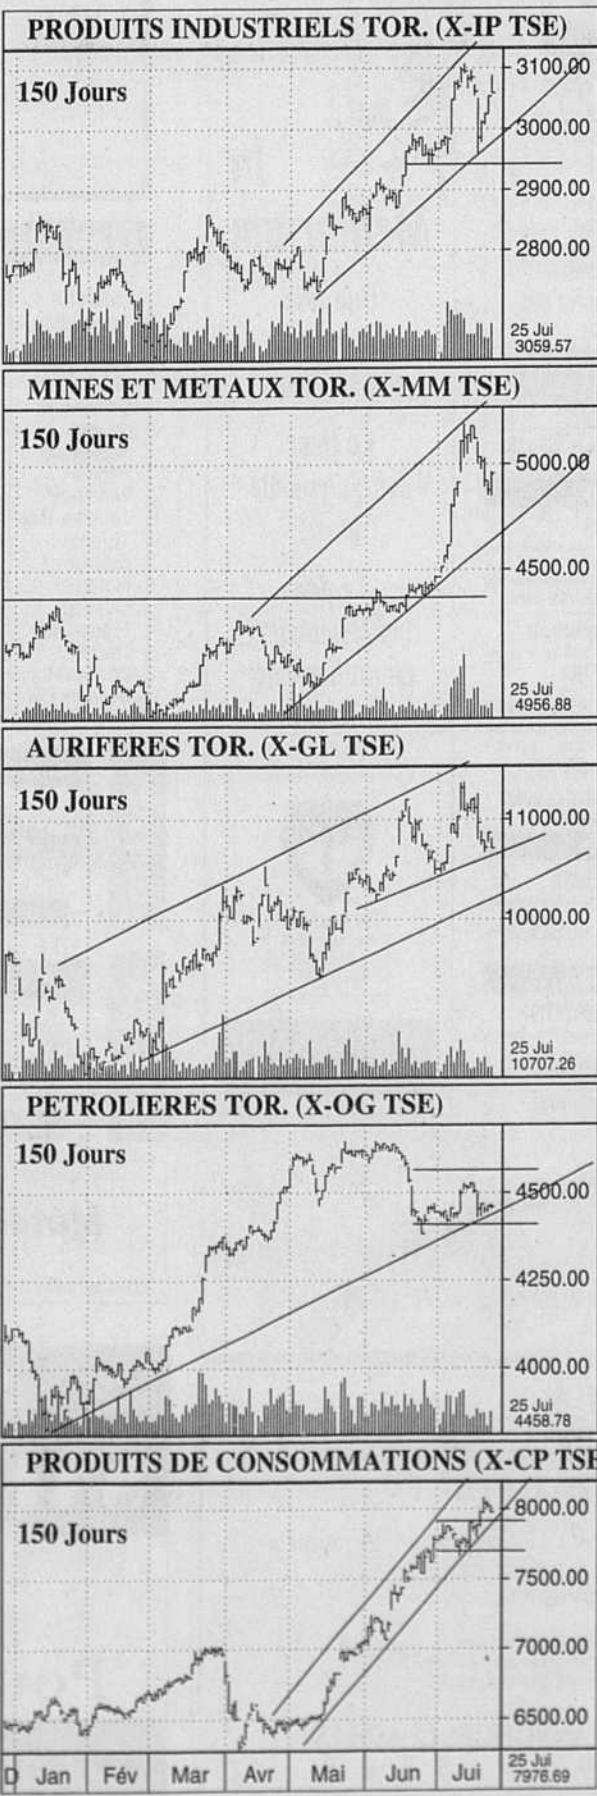 PRODUITS INDUSTRIELS TOR. (X-IP TSE)
150 Jours
3100.00
3000.00
2900.00
2800.00
25 Jui
3059.57
MINES ET METAUX TOR. (X-MM TSE)
150 Jours
5000.00
4500.00
25 Jui
4956.88
AURIFERES TOR. (X-GL TSE)
150 Jours
11000.00
10000.00
25 Jui
10707.26
PETROLIERES TOR. (X-OG TSE)
150 Jours
4500.00
4250.00
4000.00
25 Jui
4458.78
PRODUITS DE CONSOMMATIONS (X-CP TSE
150 Jours
8000.00
7500.00
7000.00
6500.00
D Jan Fév Mar Avr Mai Jun Jui
25 Jui
7976.69